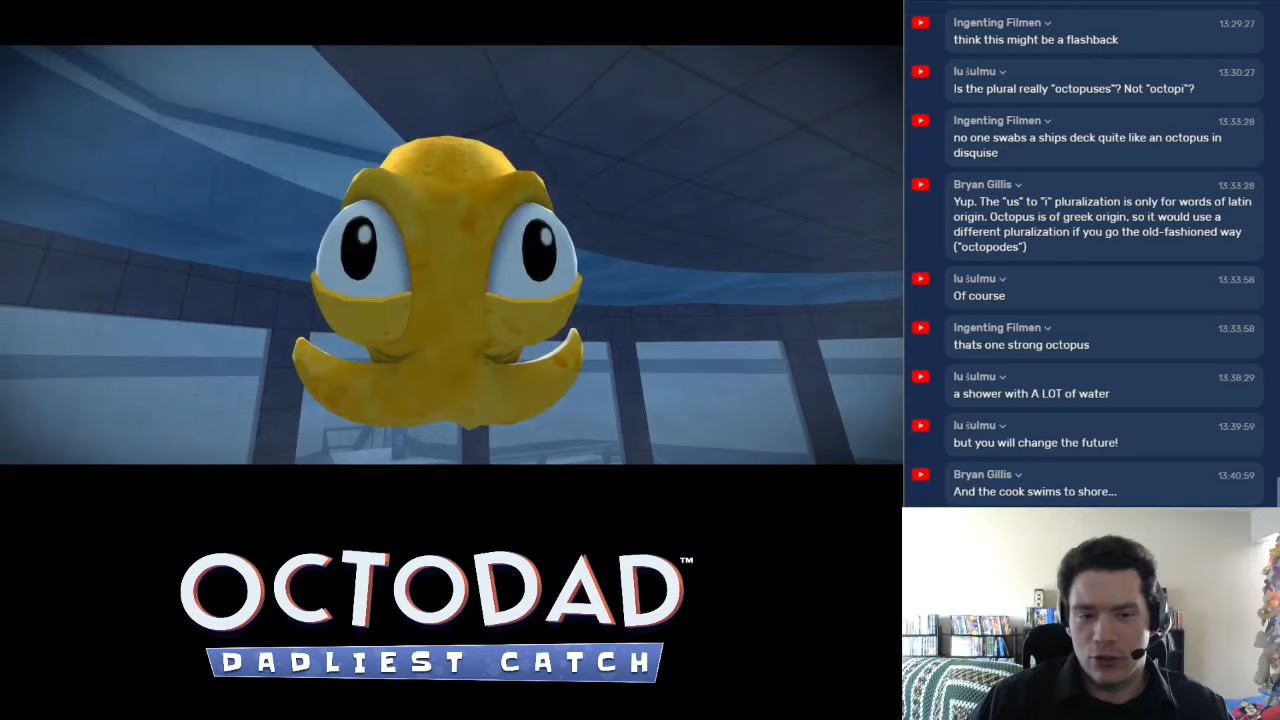 Ingenting Filmen 13:29:27
think this might be a flashback
lu šulmu 13:30:27
Is the plural really "octopuses"? Not "octopi"?
Ingenting Filmen 13:33:28
no one swabs a ships deck quite like an octopus in
disquise
Bryan Gillis 13:33:28
Yup. The "us" to "i" pluralization is only for words of latin
origin. Octopus is of greek origin, so it would use a
different pluralization if you go the old-fashioned way
("octopodes")
lu šulmu 13:33:58
Of course
Ingenting Filmen 13:33:58
thats one strong octopus
lu šulmu 13:38:29
a shower with A LOT of water
lu šulmu 13:39:59
but you will change the future!
Bryan Gillis 13:40:59
And the cook swims to shore...
OCTODAD™
DADLIEST CATCH